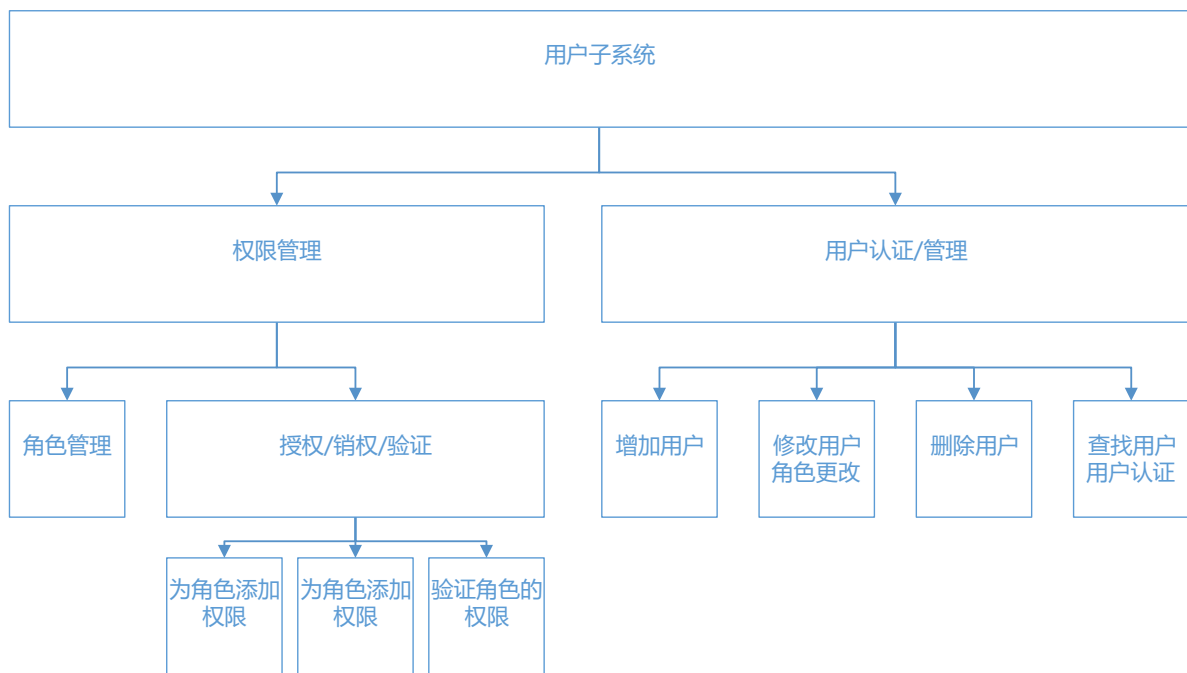 用户子系统
权限管理
用户认证/管理
角色管理
授权/销权/验证
增加用户
修改用户
角色更改
删除用户
查找用户
用户认证
为角色添加
权限
为角色添加
权限
验证角色的
权限